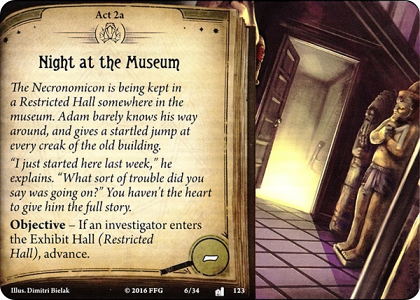 Act 2a
Night at the Museum
The Necronomicon is being kept in
a Restricted Hall somewhere in the
museum. Adam barely knows his way
around, and gives a startled jump at
every creak of the old building.
“I just started here last week,” he
explains. “What sort of trouble did you
say was going on?” You haven't the heart
to give him the full story.
Objective – If an investigator enters
the Exhibit Hall (Restricted
Hall), advance.
–
Illus. Dimitri Bielak © 2016 FFG 6/34 123